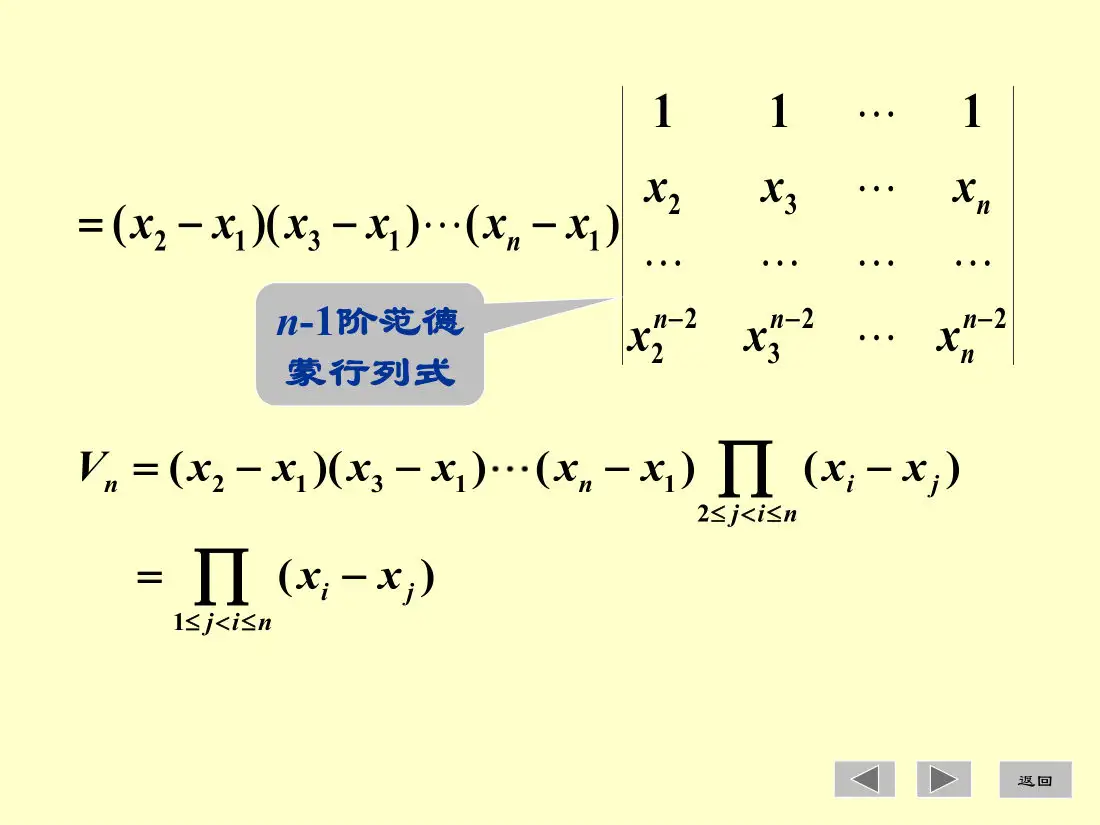 1 1 ⋯ 1
x₂ x₃ ⋯ xₙ
=(x₂−x₁)(x₃−x₁)⋯(xₙ−x₁)
⋯ ⋯ ⋯ ⋯
x₂ⁿ⁻² x₃ⁿ⁻² ⋯ xₙⁿ⁻²
n-1阶范德
蒙行列式
Vₙ=(x₂−x₁)(x₃−x₁)⋯(xₙ−x₁)∏(xᵢ−xⱼ)
2≤j<i≤n
=∏(xᵢ−xⱼ)
1≤j<i≤n
返回